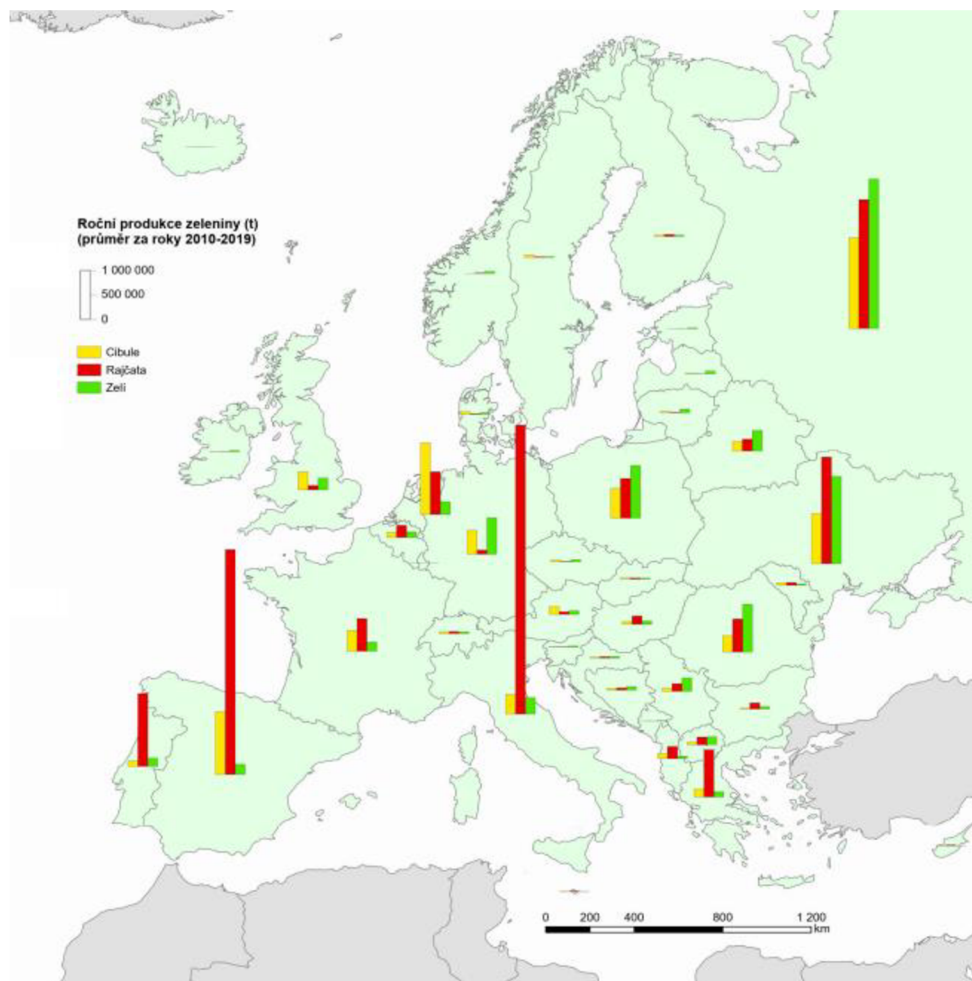 Roční produkce zeleniny (t)
(průměr za roky 2010-2019)
1 000 000
500 000
0
Cibule
Rajčata
Zelí
0 200 400 800 1 200
km